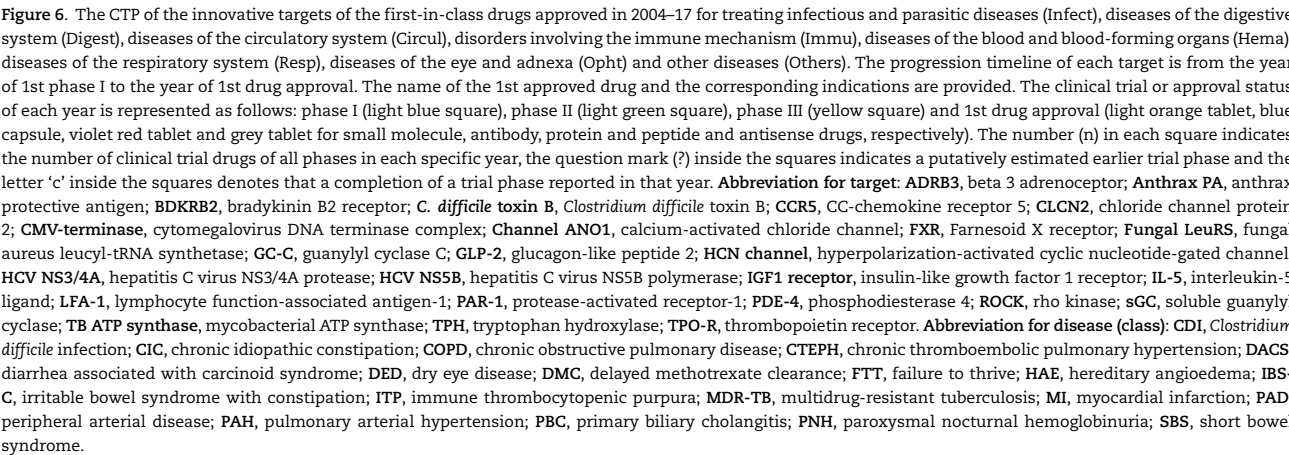 Figure 6. The CTP of the innovative targets of the first-in-class drugs approved in 2004–17 for treating infectious and parasitic diseases (Infect), diseases of the digestive
system (Digest), diseases of the circulatory system (Circul), disorders involving the immune mechanism (Immu), diseases of the blood and blood-forming organs (Hema)
diseases of the respiratory system (Resp), diseases of the eye and adnexa (Opht) and other diseases (Others). The progression timeline of each target is from the year
of 1st phase I to the year of 1st drug approval. The name of the 1st approved drug and the corresponding indications are provided. The clinical trial or approval status
of each year is represented as follows: phase I (light blue square), phase II (light green square), phase III (yellow square) and 1st drug approval (light orange tablet, blue
capsule, violet red tablet and grey tablet for small molecule, antibody, protein and peptide and antisense drugs, respectively). The number (n) in each square indicates
the number of clinical trial drugs of all phases in each specific year, the question mark (?) inside the squares indicates a putatively estimated earlier trial phase and the
letter 'c' inside the squares denotes that a completion of a trial phase reported in that year. Abbreviation for target: ADRB3, beta 3 adrenoceptor; Anthrax PA, anthrax
protective antigen; BDKRB2, bradykinin B2 receptor; C. difficile toxin B, Clostridium difficile toxin B; CCR5, CC-chemokine receptor 5; CLCN2, chloride channel protein
2; CMV-terminase, cytomegalovirus DNA terminase complex; Channel ANO1, calcium-activated chloride channel; FXR, Farnesoid X receptor; Fungal LeuRS, fungal
aureus leucyl-tRNA synthetase; GC-C, guanylyl cyclase C; GLP-2, glucagon-like peptide 2; HCN channel, hyperpolarization-activated cyclic nucleotide-gated channel
HCV NS3/4A, hepatitis C virus NS3/4A protease; HCV NS5B, hepatitis C virus NS5B polymerase; IGF1 receptor, insulin-like growth factor 1 receptor; IL-5, interleukin-5
ligand; LFA-1, lymphocyte function-associated antigen-1; PAR-1, protease-activated receptor-1; PDE-4, phosphodiesterase 4; ROCK, rho kinase; sGC, soluble guanylyl
cyclase; TB ATP synthase, mycobacterial ATP synthase; TPH, tryptophan hydroxylase; TPO-R, thrombopoietin receptor. Abbreviation for disease (class): CDI, Clostridium
difficile infection; CIC, chronic idiopathic constipation; COPD, chronic obstructive pulmonary disease; CTEPH, chronic thromboembolic pulmonary hypertension; DACS
diarrhea associated with carcinoid syndrome; DED, dry eye disease; DMC, delayed methotrexate clearance; FTT, failure to thrive; HAE, hereditary angioedema; IBS-
C, irritable bowel syndrome with constipation; ITP, immune thrombocytopenic purpura; MDR-TB, multidrug-resistant tuberculosis; MI, myocardial infarction; PAD
peripheral arterial disease; PAH, pulmonary arterial hypertension; PBC, primary biliary cholangitis; PNH, paroxysmal nocturnal hemoglobinuria; SBS, short bowel
syndrome.